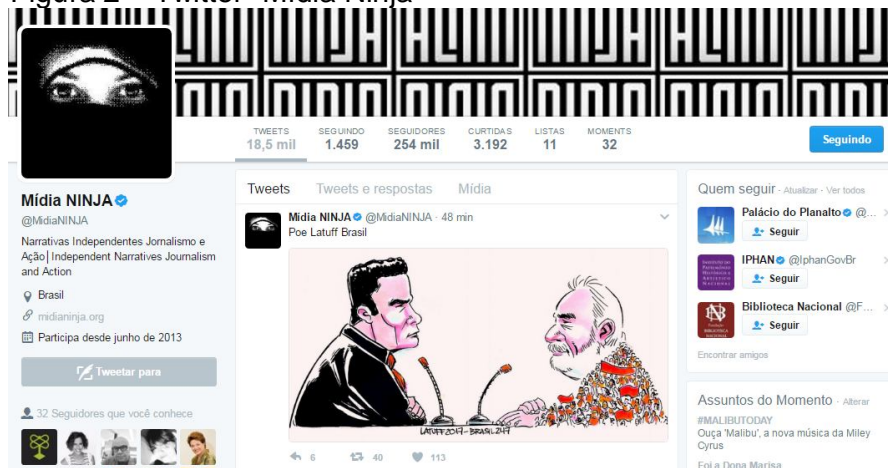 Figura 2 – Twitter Mídia Ninja
TWEETS
18,5 mil
SEGUINDO
1.459
SEGUIDORES
254 mil
CURTIDAS
3.192
LISTAS
11
MOMENTS
32
Seguindo
Mídia NINJA
@MidiaNINJA
Narrativas Independentes Jornalismo e
Ação| Independent Narratives Journalism
and Action
Brasil
midianinja.org
Participa desde junho de 2013
Tweetar para
32 Seguidores que você conhece
Tweets Tweets e respostas Mídia
Mídia NINJA @MidiaNINJA · 48 min
Poe Latuff Brasil
LATUFF 2017 - BRASIL 247
6 40 113
Quem seguir · Atualizar · Ver todos
Palácio do Planalto @...
Seguir
IPHAN @IphanGovBr
Seguir
Biblioteca Nacional @F...
Seguir
Encontrar amigos
Assuntos do Momento · Alterar
#MALIBUTODAY
Ouça 'Malibu', a nova música da Miley
Cyrus
Foi a Dona Marisa